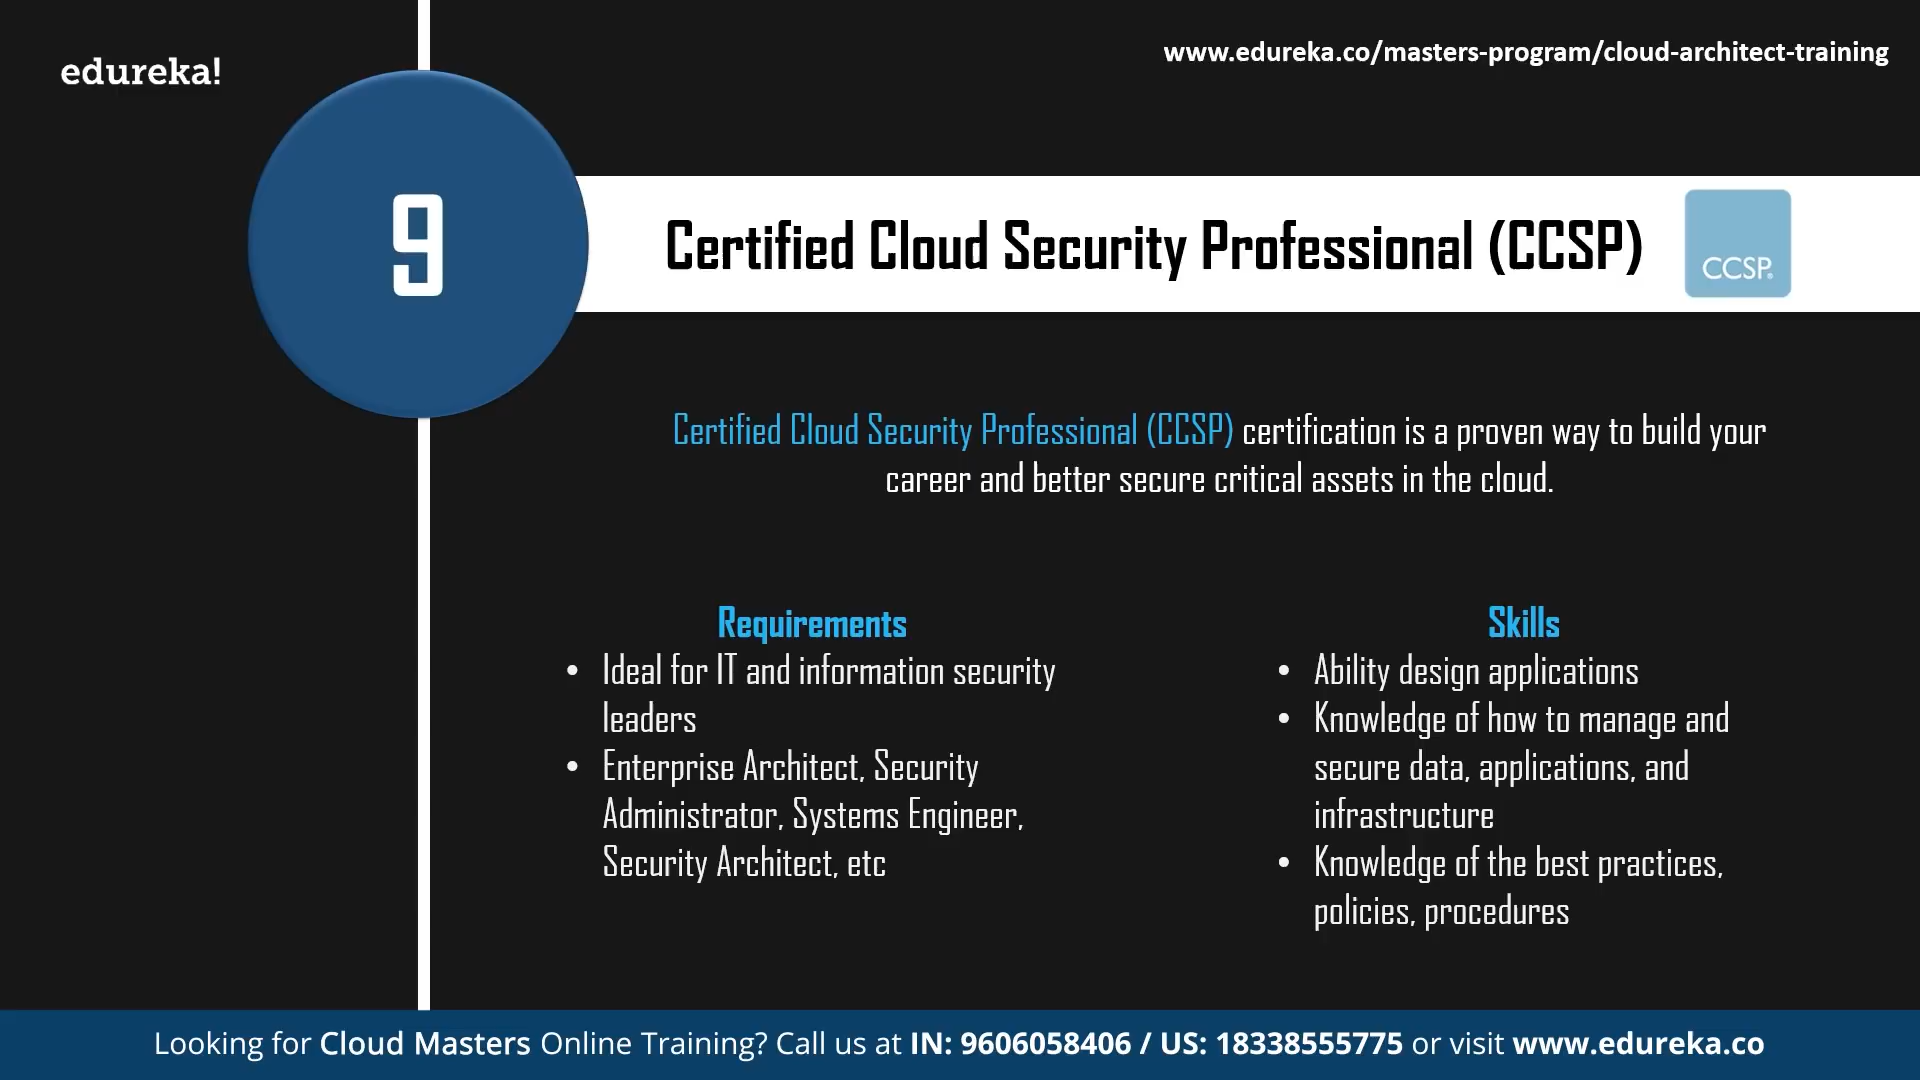 edureka!
www.edureka.co/masters-program/cloud-architect-training
9
Certified Cloud Security Professional (CCSP)
CCSP®
Certified Cloud Security Professional (CCSP) certification is a proven way to build your
career and better secure critical assets in the cloud.
Requirements
• Ideal for IT and information security
leaders
• Enterprise Architect, Security
Administrator, Systems Engineer,
Security Architect, etc
Skills
• Ability design applications
• Knowledge of how to manage and
secure data, applications, and
infrastructure
• Knowledge of the best practices,
policies, procedures
Looking for Cloud Masters Online Training? Call us at IN: 9606058406 / US: 18338555775 or visit www.edureka.co